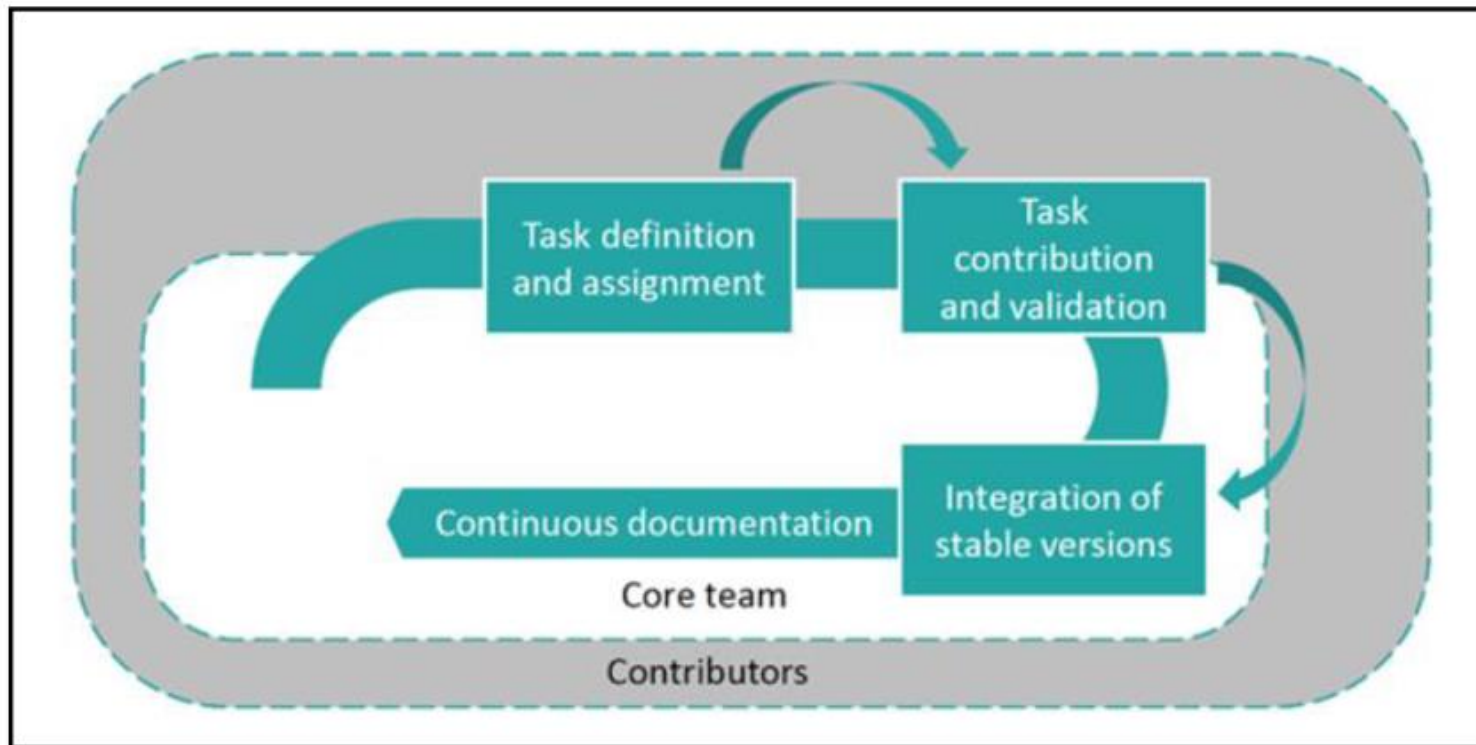 Task definition
and assignment
Task
contribution
and validation
Continuous documentation
Integration of
stable versions
Core team
Contributors